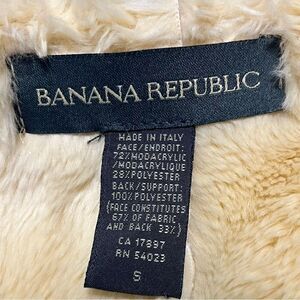 BANANA REPUBLIC
MADE IN ITALY
FACE/ENDROIT:
72%MODACRYLIC
/MODACRYLIQUE
28%POLYESTER
BACK/SUPPORT:
100%POLYESTER
(FACE CONSTITUTES
67% OF FABRIC
AND BACK 33%)
CA 17897
RN 54023
S